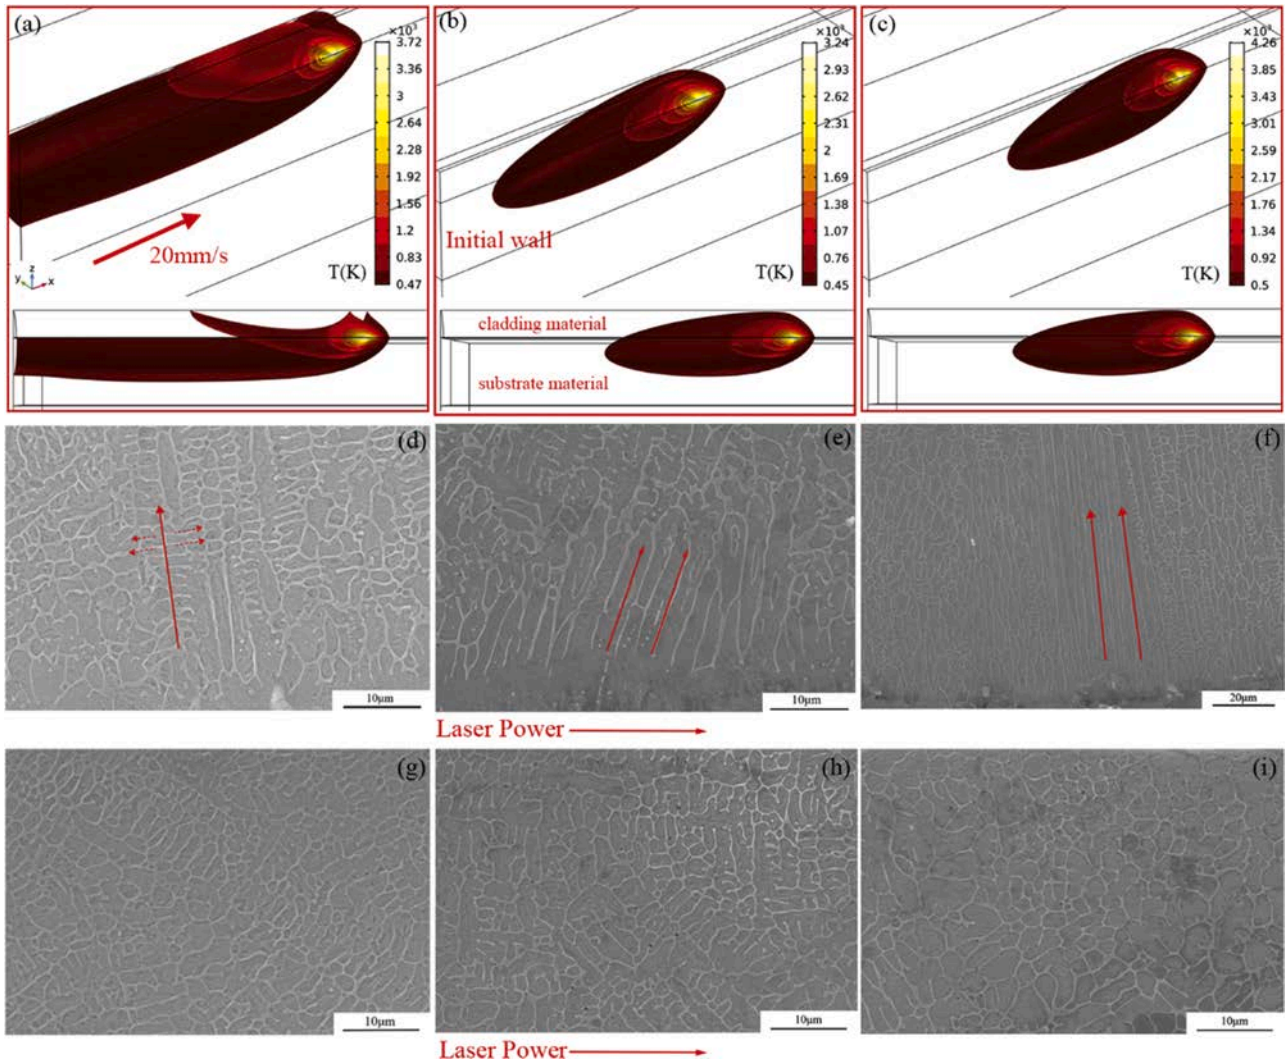 (a)
×10³
3.72
3.36
3
2.64
2.28
1.92
1.56
1.2
0.83
0.47
T(K)
20mm/s
z
y
x
(b)
3.24
2.93
2.62
2.31
2
1.69
1.38
1.07
0.76
0.45
T(K)
Initial wall
cladding material
substrate material
(c)
4.26
3.85
3.43
3.01
2.59
2.17
1.76
1.34
0.92
0.5
T(K)
(d)
10μm
(e)
10μm
(f)
20μm
Laser Power
(g)
10μm
(h)
10μm
(i)
10μm
Laser Power